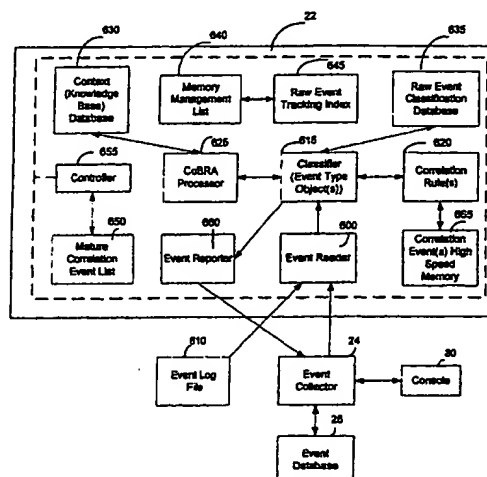 630
640
22
635
645
Context
(Knowledge
Base)
Database
Memory
Management
List
Raw Event
Tracking Index
Raw Event
Classification
Database
655
625
615
620
Controller
CoBRA
Processor
Classifier
(Event Type
Object(s))
Correlation
Rule(s)
650
660
600
665
Mature
Correlation
Event List
Event Reporter
Event Reader
Correlation
Event(s) High
Speed
Memory
610
24
30
Event Log
File
Event
Collector
Console
26
Event
Database